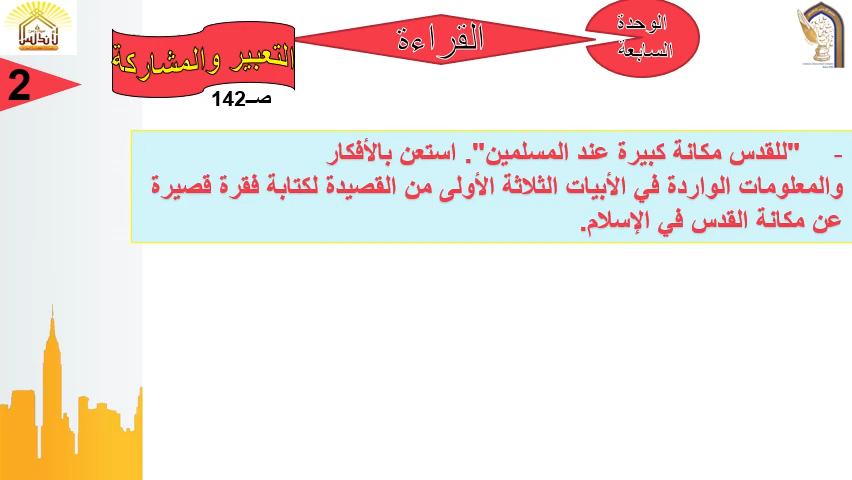 الوحدة
السابعة
القراءة
التعبير والمشاركة
صـ142
2
- "للقدس مكانة كبيرة عند المسلمين". استعن بالأفكار
والمعلومات الواردة في الأبيات الثلاثة الأولى من القصيدة لكتابة فقرة قصيرة
عن مكانة القدس في الإسلام.